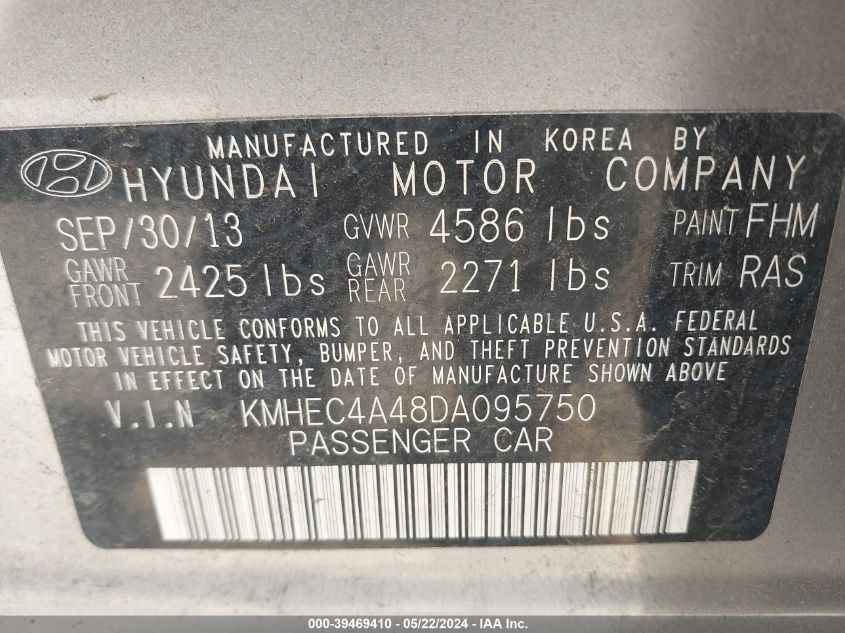 MANUFACTURED IN KOREA BY
HYUNDAI MOTOR COMPANY
SEP/30/13 GVWR 4586 lbs PAINT FHM
GAWR FRONT 2425 lbs GAWR REAR 2271 lbs TRIM RAS
THIS VEHICLE CONFORMS TO ALL APPLICABLE U.S.A. FEDERAL
MOTOR VEHICLE SAFETY, BUMPER, AND THEFT PREVENTION STANDARDS
IN EFFECT ON THE DATE OF MANUFACTURE SHOWN ABOVE
V.I.N KMHEC4A48DA095750
PASSENGER CAR
000-39469410 - 05/22/2024 - IAA Inc.